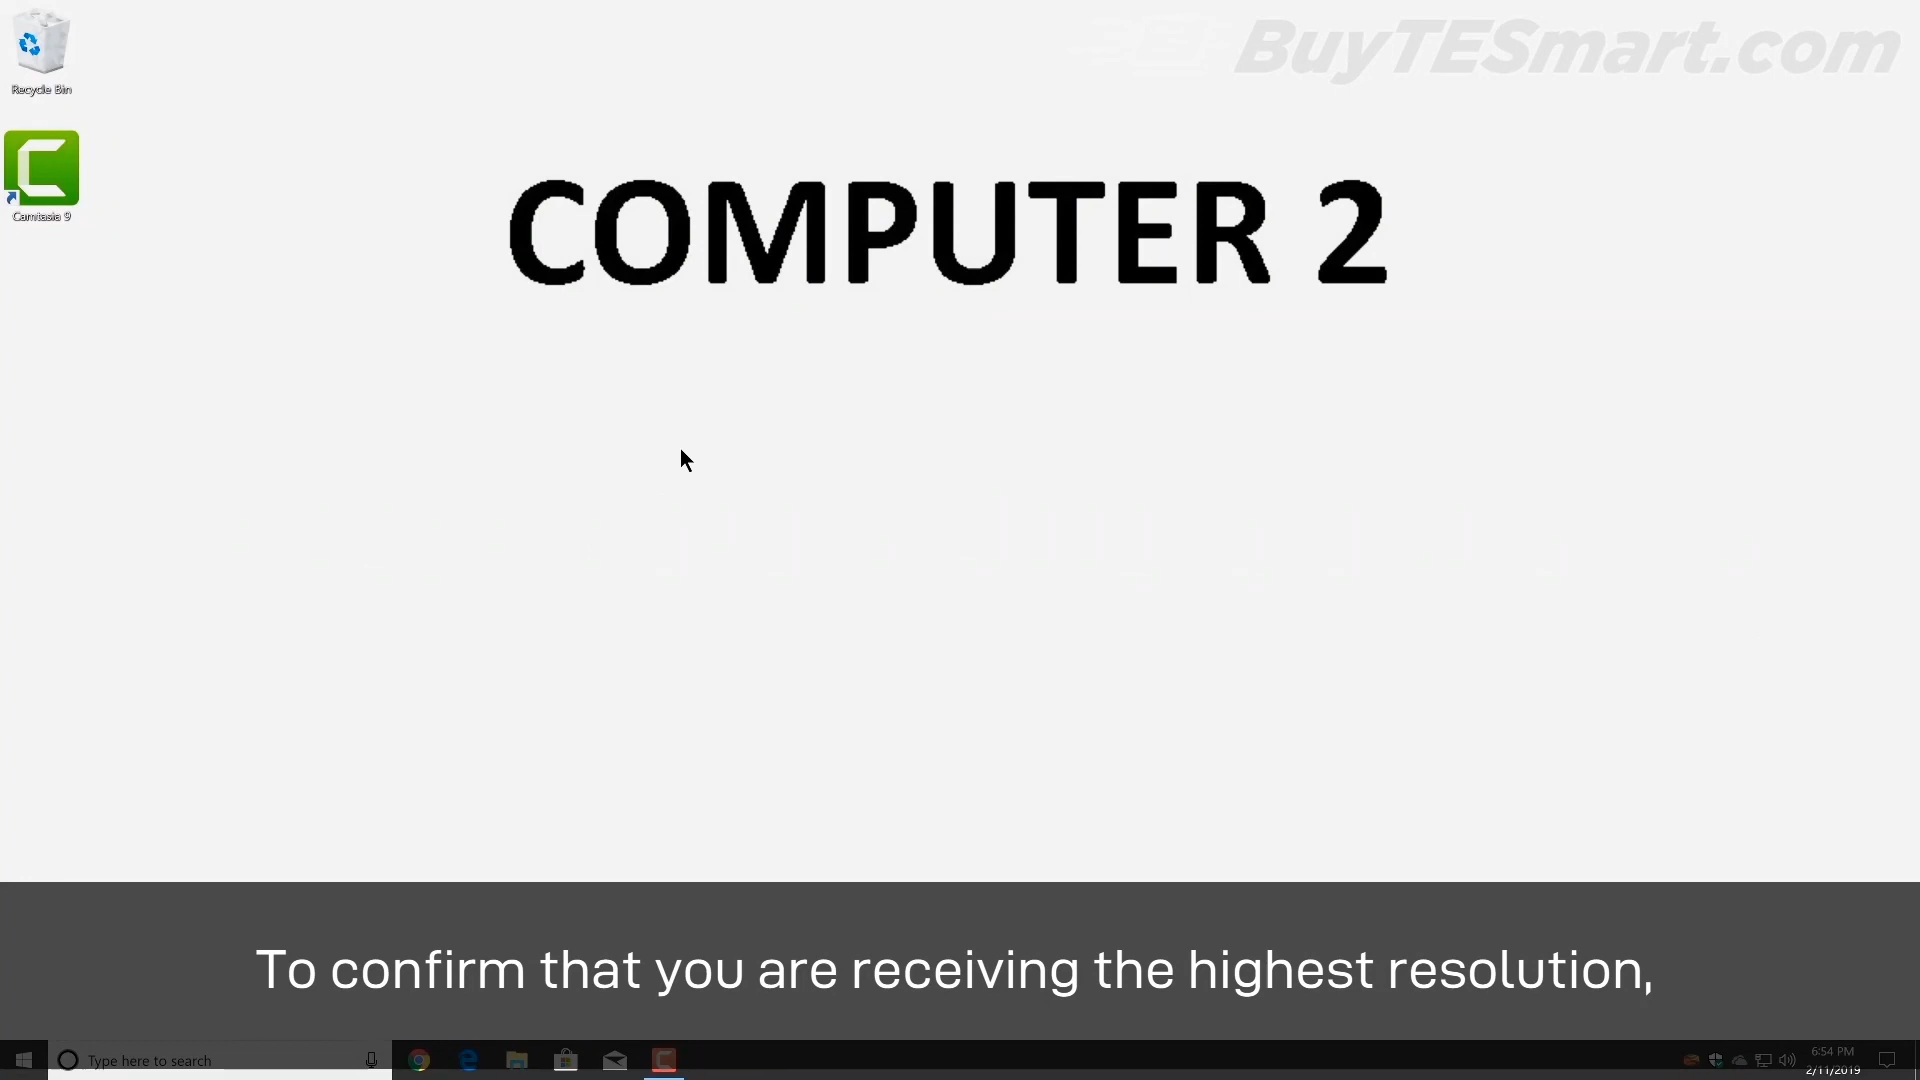 BuyTESmart.com
Recycle Bin
Camtasia 9
COMPUTER 2
To confirm that you are receiving the highest resolution,
Type here to search
6:54 PM
2/11/2019